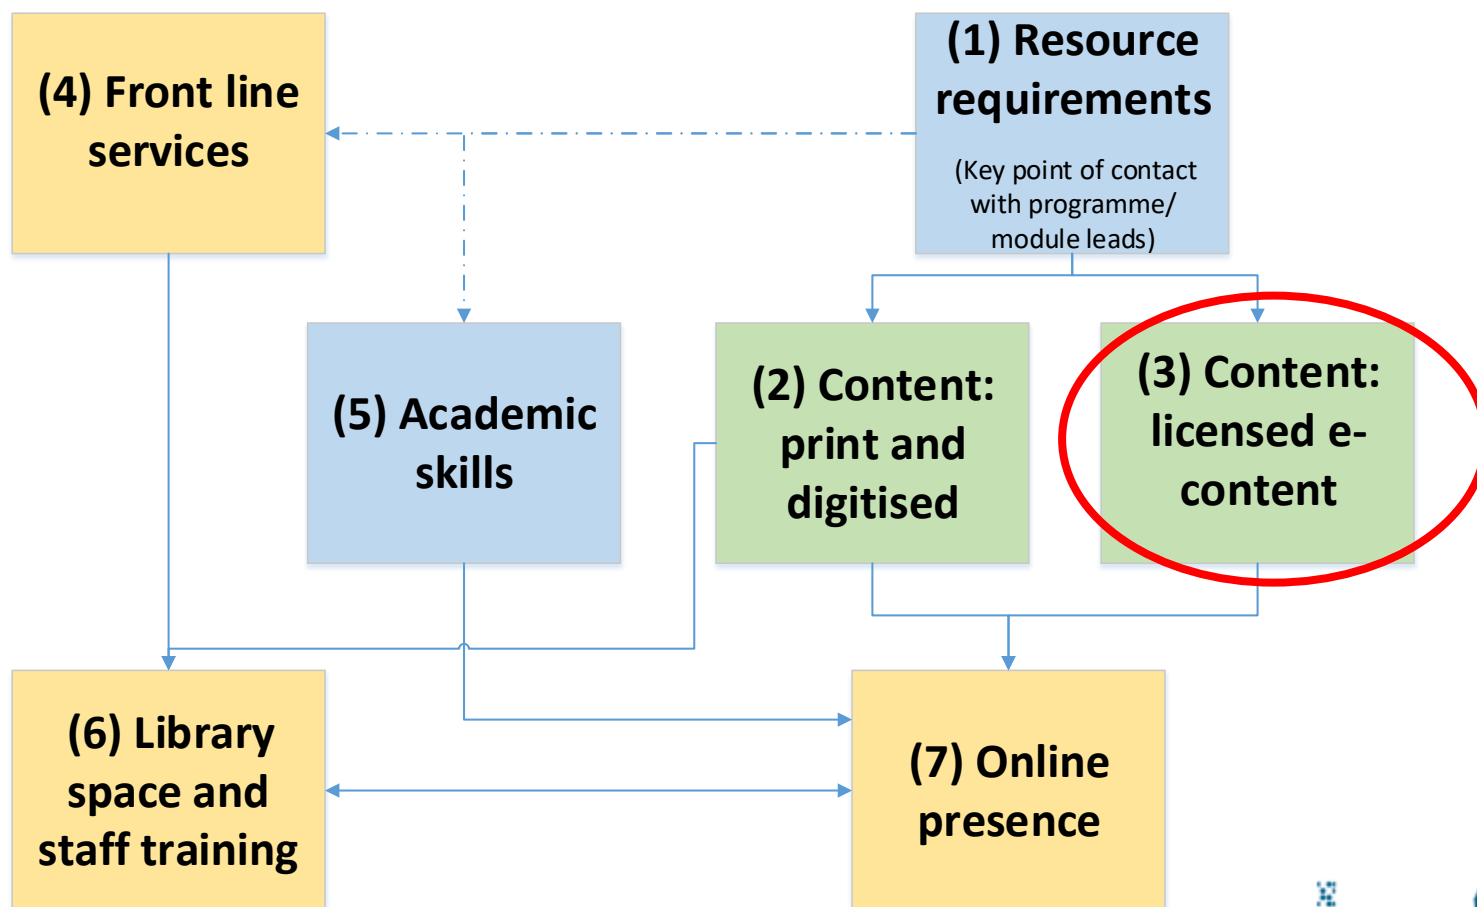 (4) Front line
services
(1) Resource
requirements
(Key point of contact
with programme/
module leads)
(5) Academic
skills
(2) Content:
print and
digitised
(3) Content:
licensed e-
content
(6) Library
space and
staff training
(7) Online
presence